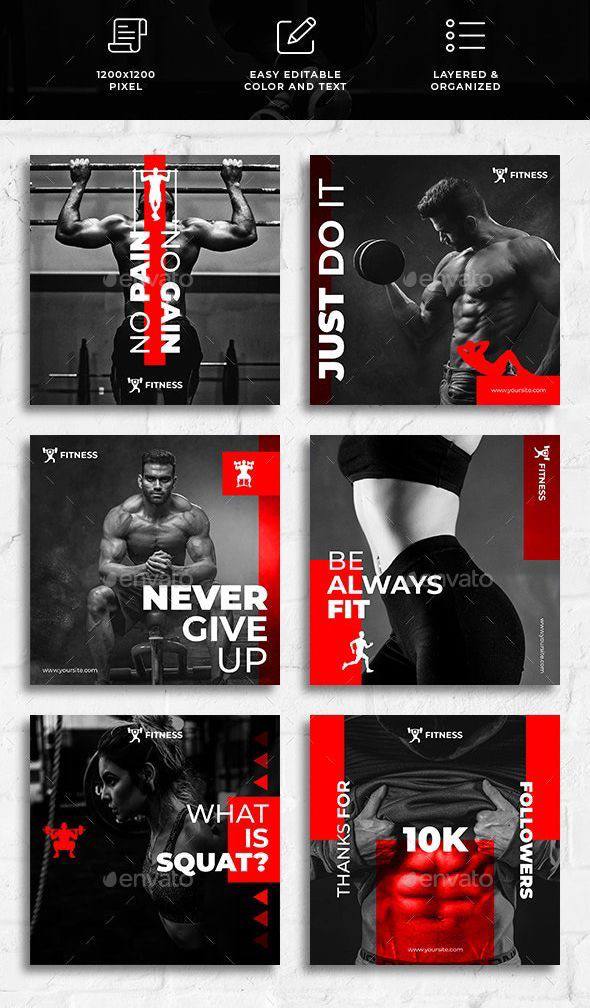 1200x1200
PIXEL
EASY EDITABLE
COLOR AND TEXT
LAYERED &
ORGANIZED
NO PAIN
NO GAIN
FITNESS
envato
FITNESS
JUST DO IT
envato
www.yoursite.com
FITNESS
envato
NEVER
GIVE
UP
www.yoursite.com
FITNESS
envato
BE
ALWAYS
FIT
www.yoursite.com
FITNESS
WHAT
IS
SQUAT?
envato
FITNESS
THANKS FOR
10K
FOLLOWERS
envato
www.yoursite.com